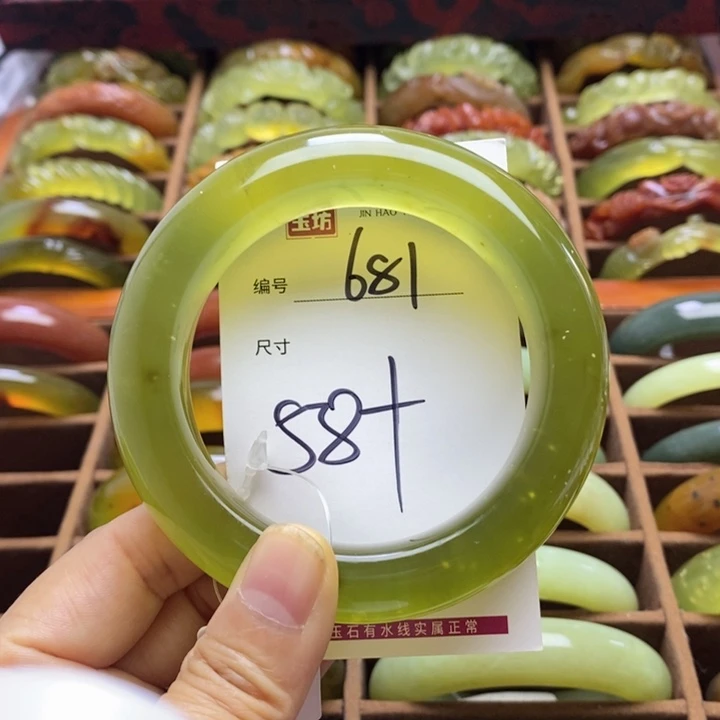 玉坊
JIN HAO
编号 681
尺寸
58+
玉石有水线实属正常